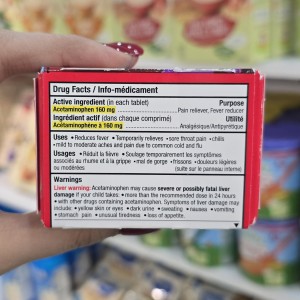 Drug Facts / Info-médicament
Active ingredient (in each tablet) Purpose
Acetaminophen 160 mg Pain reliever, Fever reducer
Ingrédient actif (dans chaque comprimé) Utilité
Acétaminophène à 160 mg Analgésique/Antipyrétique
Uses • Reduces fever • Temporarily relieves • sore throat pain • chills
• mild to moderate aches and pain due to common cold and flu
Usages • Réduit la fièvre • Soulage temporairement les symptômes
associés au rhume et à la grippe • mal de gorge • frissons • douleurs légères
ou modérées (suite sur le panneau interne)
Warnings
Liver warning: Acetaminophen may cause severe or possibly fatal liver
damage if your child takes: • more than the recommended dose in 24 hours
• with other drugs containing acetaminophen. Symptoms of liver damage may
include: • yellow skin or eyes • dark urine • sweating • nausea • vomiting
• stomach pain • unusual tiredness • loss of appetite.